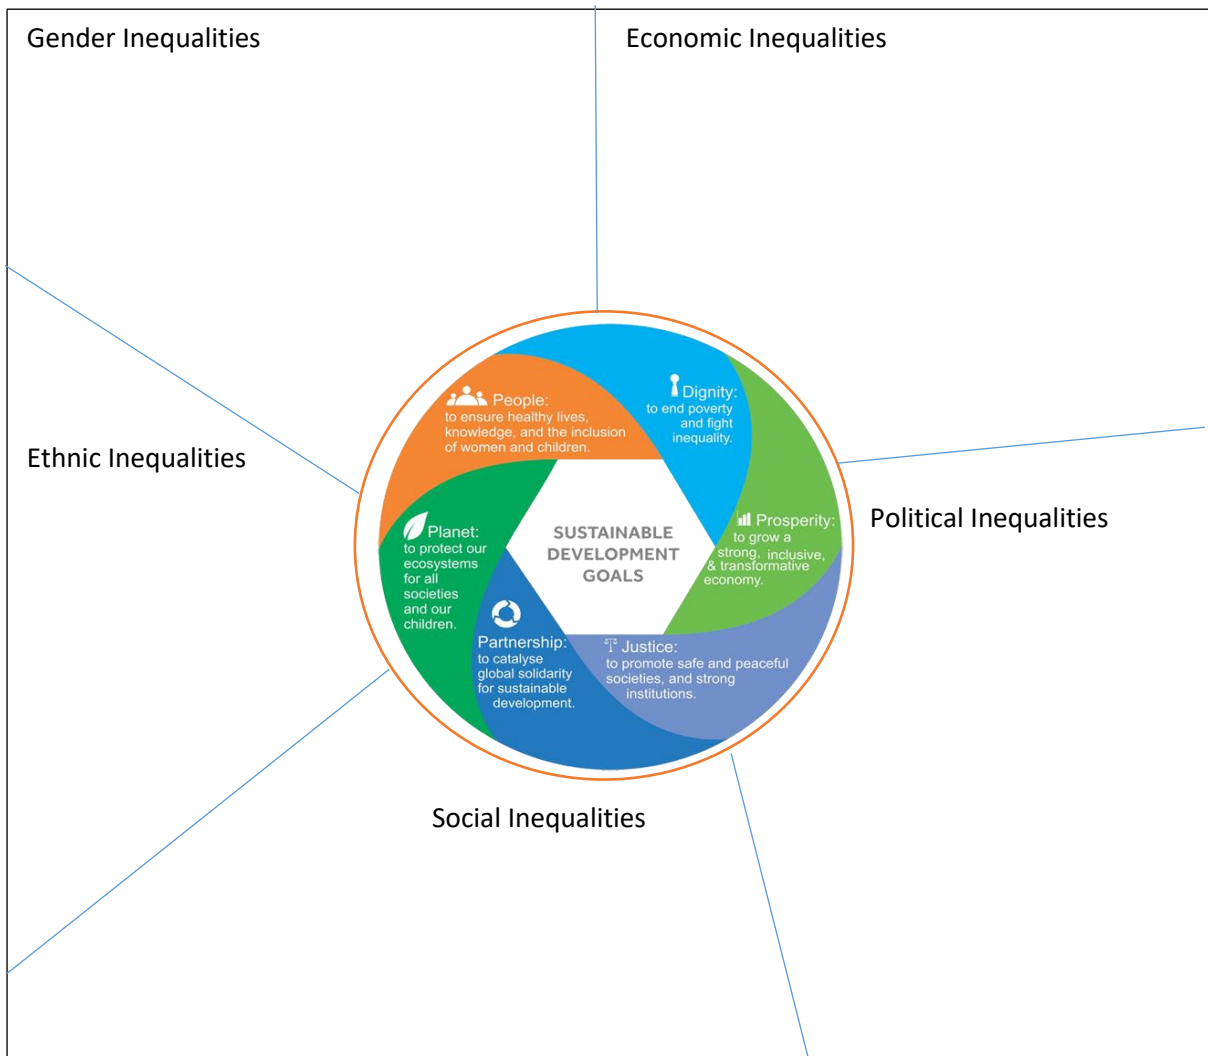 Gender Inequalities
Economic Inequalities
Dignity:
to end poverty
and fight
inequality.
People:
to ensure healthy lives,
knowledge, and the inclusion
of women and children.
Ethnic Inequalities
Political Inequalities
Prosperity:
to grow a
strong, inclusive,
& transformative
economy.
SUSTAINABLE
DEVELOPMENT
GOALS
Planet:
to protect our
ecosystems
for all
societies
and our
children.
Partnership:
to catalyse
global solidarity
for sustainable
development.
Justice:
to promote safe and peaceful
societies, and strong
institutions.
Social Inequalities